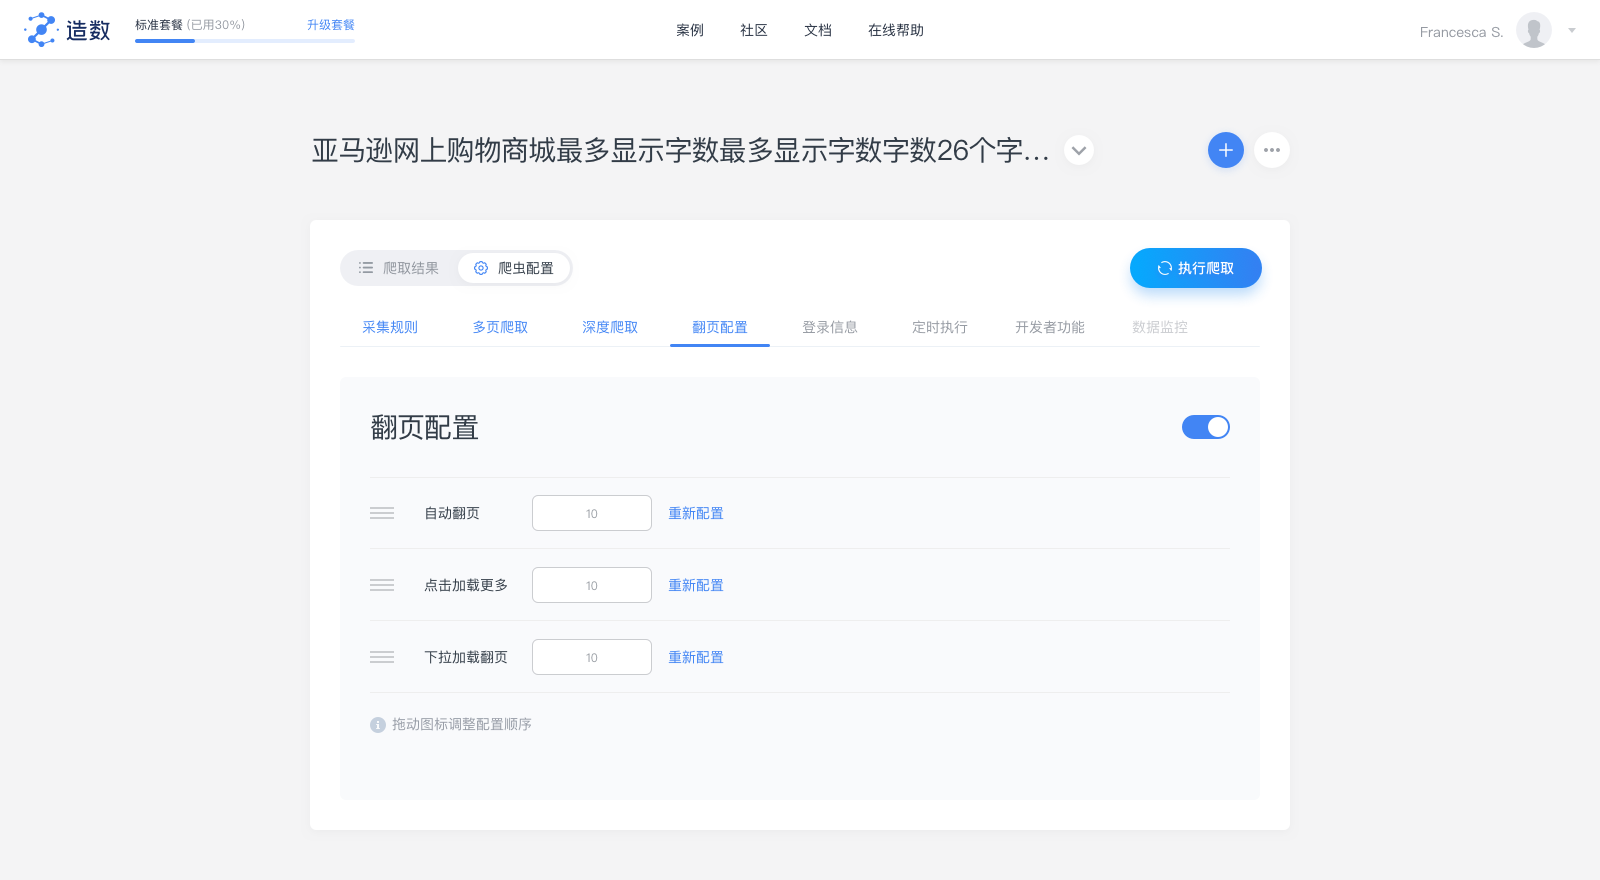 造数
标准套餐 (已用30%) 升级套餐
案例 社区 文档 在线帮助
Francesca S.
亚马逊网上购物商城最多显示字数最多显示字数字数26个字...
爬取结果 爬虫配置
执行爬取
采集规则 多页爬取 深度爬取 翻页配置 登录信息 定时执行 开发者功能 数据监控
翻页配置
自动翻页 10 重新配置
点击加载更多 10 重新配置
下拉加载翻页 10 重新配置
拖动图标调整配置顺序